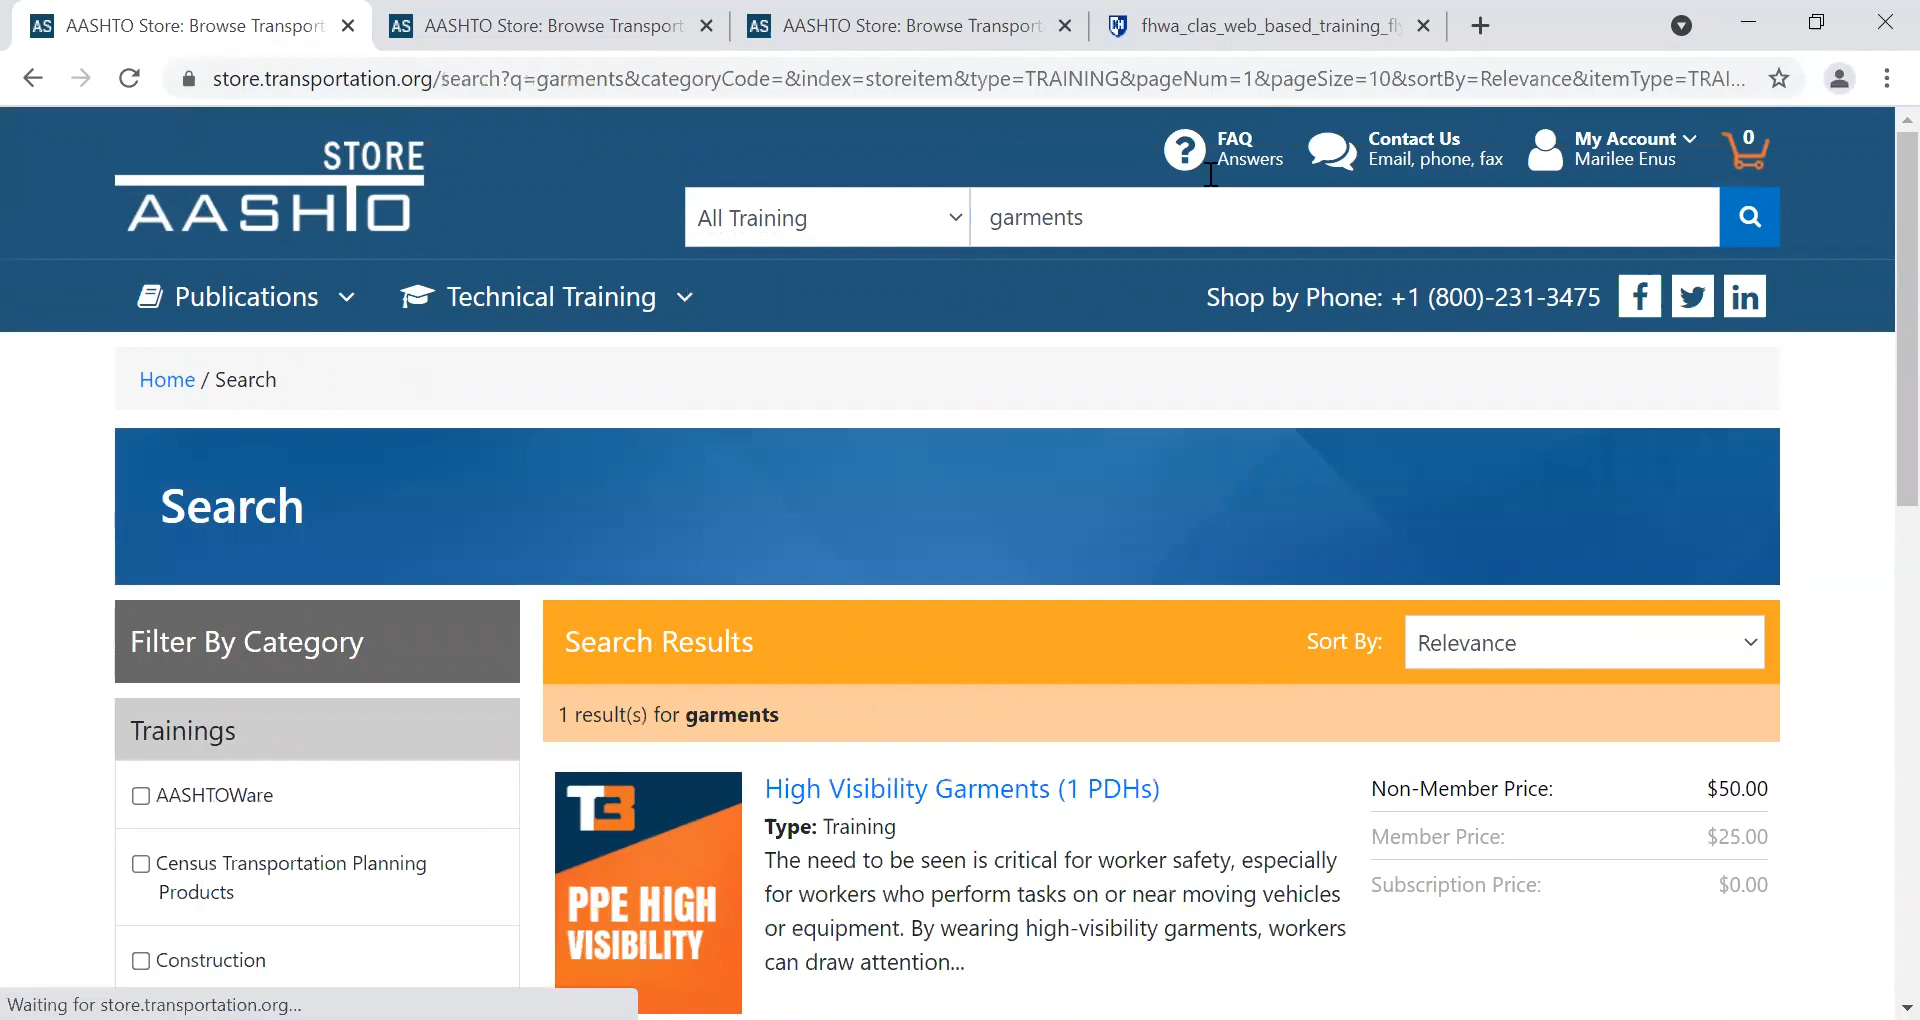 AASHTO Store: Browse Transport
AASHTO Store: Browse Transport
AASHTO Store: Browse Transport
fhwa_clas_web_based_training_fl
store.transportation.org/search?q=garments&categoryCode=&index=storeitem&type=TRAINING&pageNum=1&pageSize=10&sortBy=Relevance&itemType=TRAI...
STORE
AASHTO
FAQ
Answers
Contact Us
Email, phone, fax
My Account
Marilee Enus
0
All Training
garments
Publications
Technical Training
Shop by Phone: +1 (800)-231-3475
Home / Search
Search
Filter By Category
Trainings
AASHTOWare
Census Transportation Planning
Products
Construction
Search Results
Sort By:
Relevance
1 result(s) for garments
T3
PPE HIGH
VISIBILITY
High Visibility Garments (1 PDHs)
Type: Training
The need to be seen is critical for worker safety, especially
for workers who perform tasks on or near moving vehicles
or equipment. By wearing high-visibility garments, workers
can draw attention...
Non-Member Price: $50.00
Member Price: $25.00
Subscription Price: $0.00
Waiting for store.transportation.org...